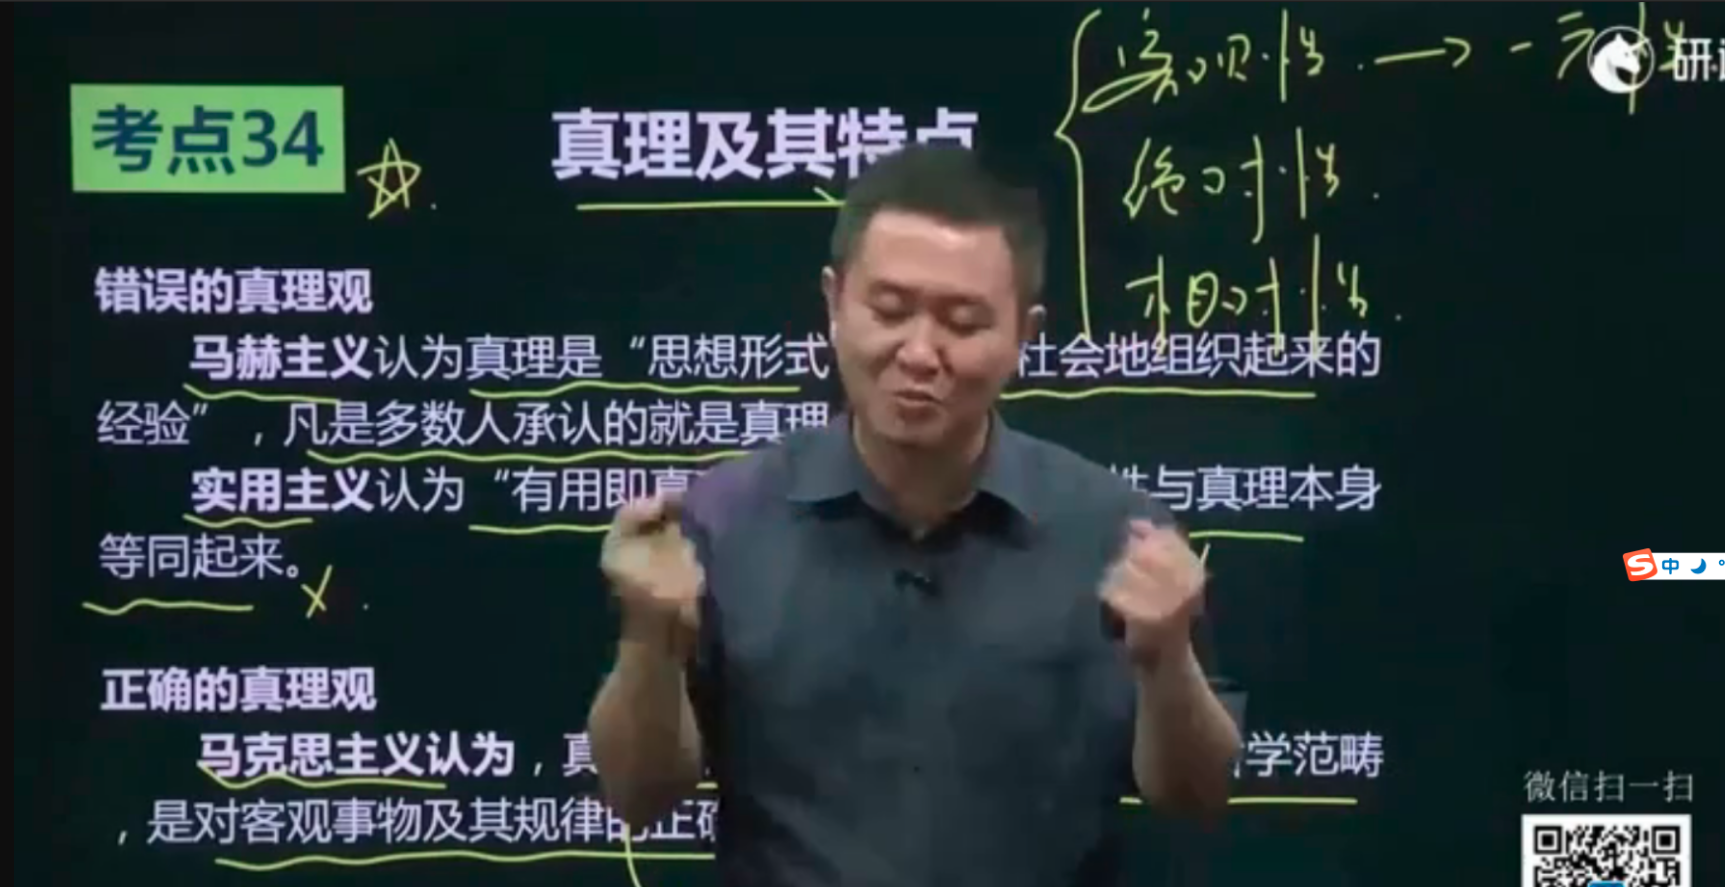 客观性 → 一元性
研
绝对性
相对性
考点34 真理及其特点
错误的真理观
马赫主义认为真理是“思想形式 社会地组织起来的
经验”，凡是多数人承认的就是真理
实用主义认为“有用即真 性与真理本身
等同起来。
正确的真理观
马克思主义认为，真 学范畴
，是对客观事物及其规律的正确
中
微信扫一扫